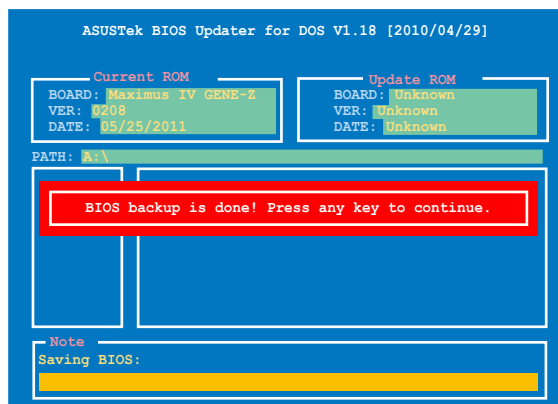 ASUSTek BIOS Updater for DOS V1.18 [2010/04/29]
Current ROM
BOARD: Maximus IV GENE-Z
VER: 0208
DATE: 05/25/2011
Update ROM
BOARD: Unknown
VER: Unknown
DATE: Unknown
PATH: A:\
BIOS backup is done! Press any key to continue.
Note
Saving BIOS: